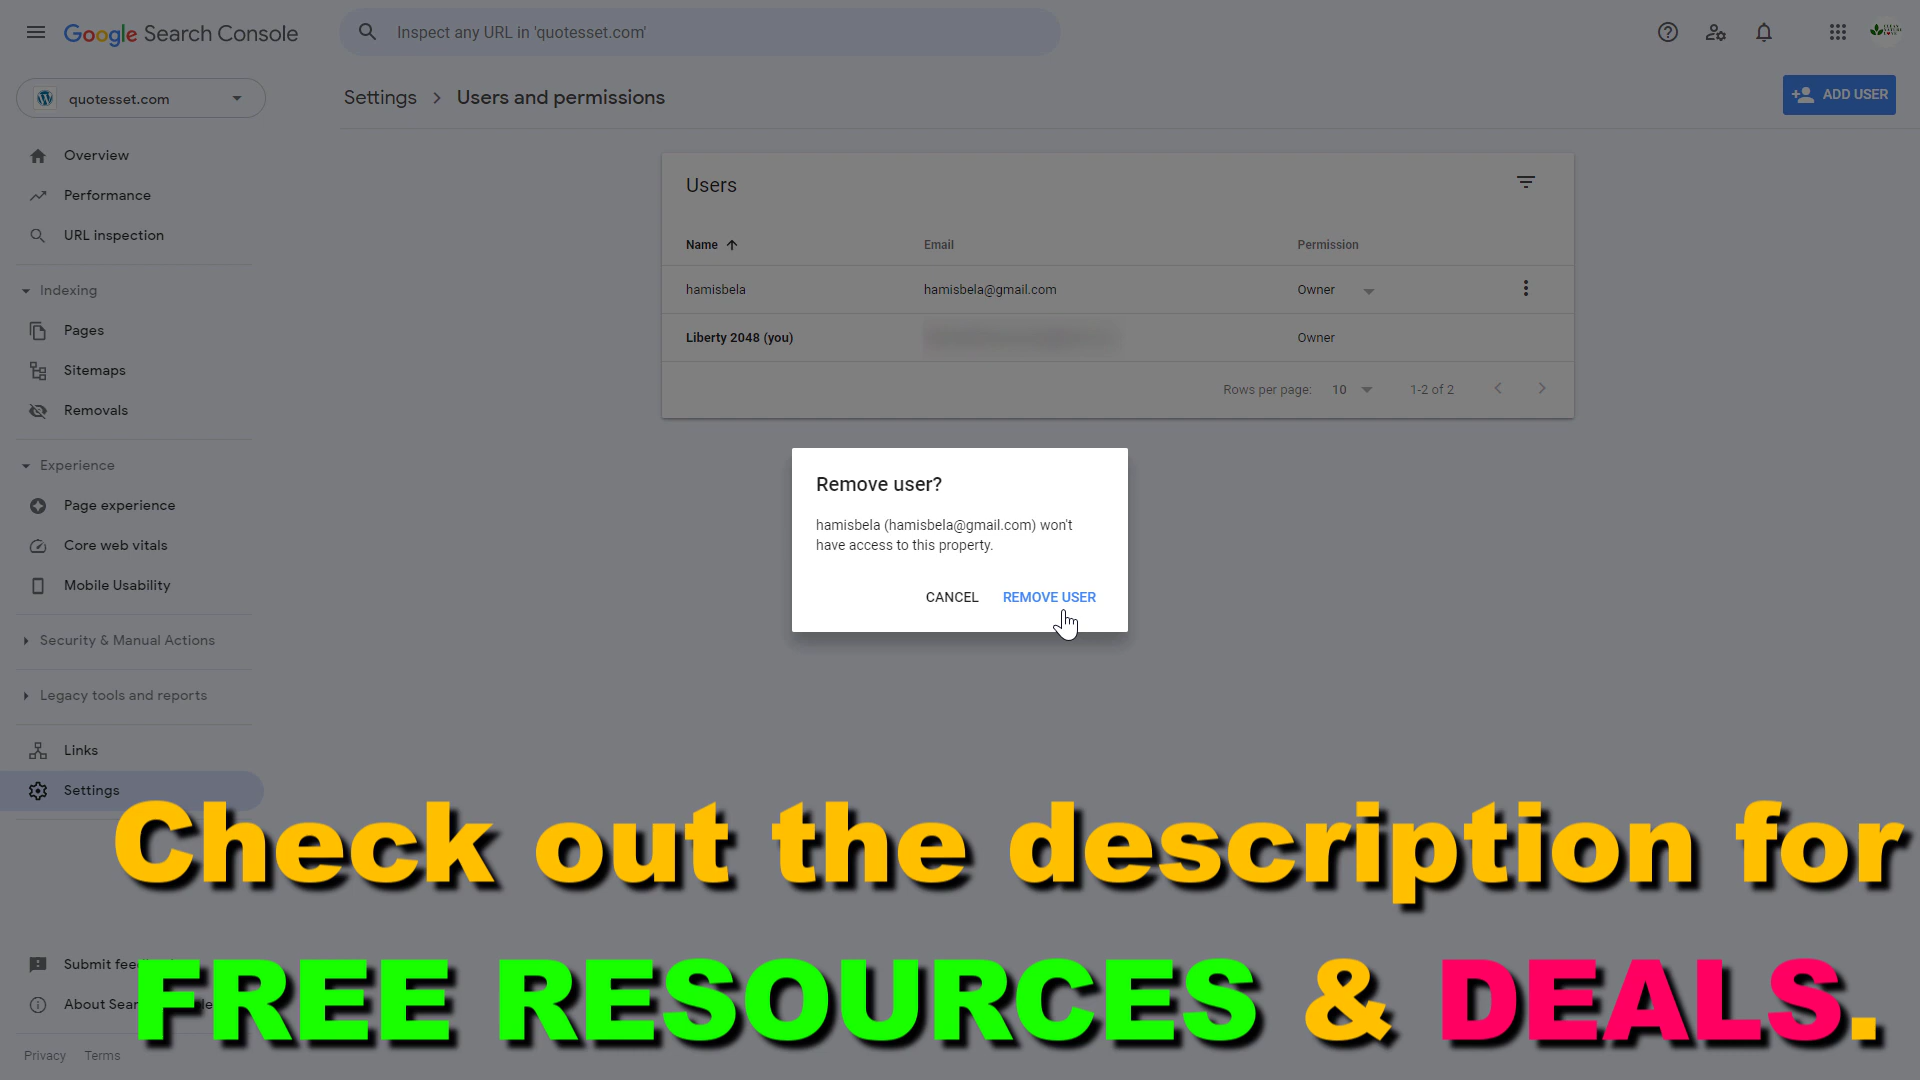 Google Search Console
Inspect any URL in 'quotesset.com'
quotesset.com
Settings > Users and permissions
ADD USER
Overview
Performance
URL inspection
Indexing
Pages
Sitemaps
Removals
Experience
Page experience
Core web vitals
Mobile Usability
Security & Manual Actions
Legacy tools and reports
Links
Settings
Users
Name Email Permission
hamisbela hamisbela@gmail.com Owner
Liberty 2048 (you) Owner
Rows per page: 10 1-2 of 2
Remove user?
hamisbela (hamisbela@gmail.com) won't
have access to this property.
CANCEL REMOVE USER
Check out the description for
FREE RESOURCES & DEALS.
Submit
About
Privacy Terms